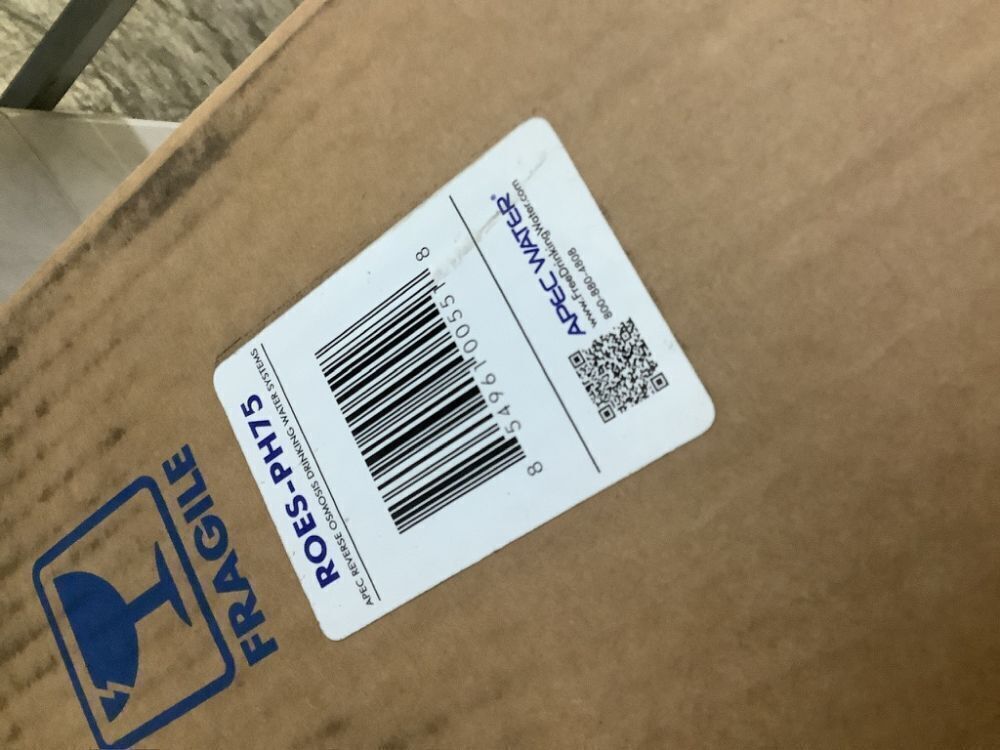 FRAGILE
ROES-PH75
APEC REVERSE OSMOSIS DRINKING WATER SYSTEMS
8 54961 00551 8
APEC WATER®
www.FreeDrinkingWater.com
800-880-4808